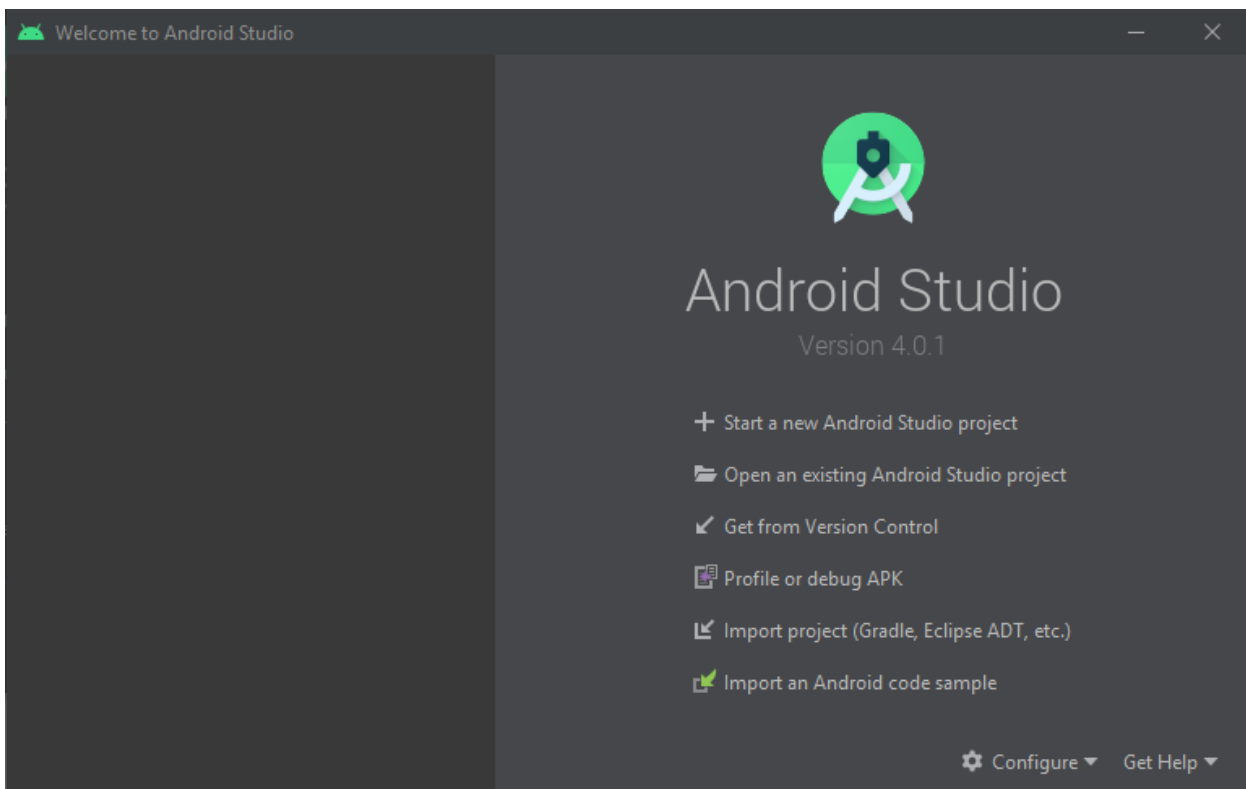 Welcome to Android Studio
Android Studio
Version 4.0.1
Start a new Android Studio project
Open an existing Android Studio project
Get from Version Control
Profile or debug APK
Import project (Gradle, Eclipse ADT, etc.)
Import an Android code sample
Configure Get Help